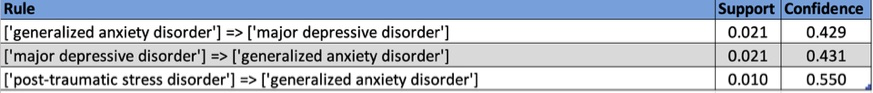 Rule Support Confidence
['generalized anxiety disorder'] => ['major depressive disorder'] 0.021 0.429
['major depressive disorder'] => ['generalized anxiety disorder'] 0.021 0.431
['post-traumatic stress disorder'] => ['generalized anxiety disorder'] 0.010 0.550